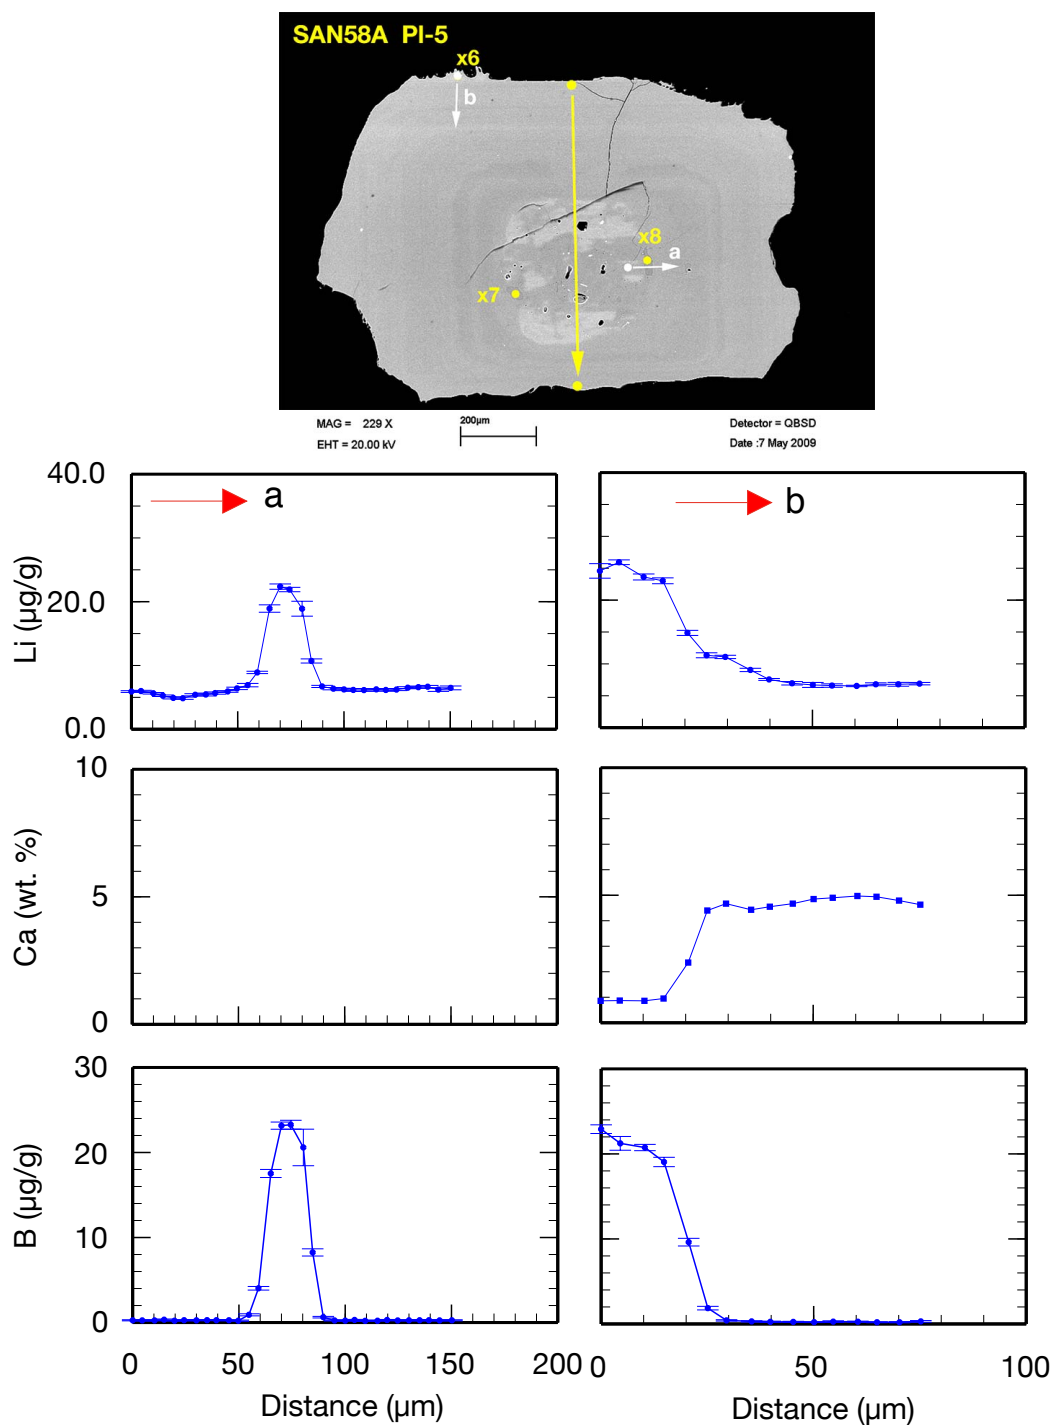 SAN58A PI-5
x6
b
x8
a
x7
MAG = 229 X
200µm
Detector = QBSD
EHT = 20.00 kV
Date :7 May 2009
40.0
20.0
0.0
Li (µg/g)
a
b
10
5
0
Ca (wt. %)
30
20
10
0
B (µg/g)
0 50 100 150 200
0 50 100
Distance (µm)
Distance (µm)